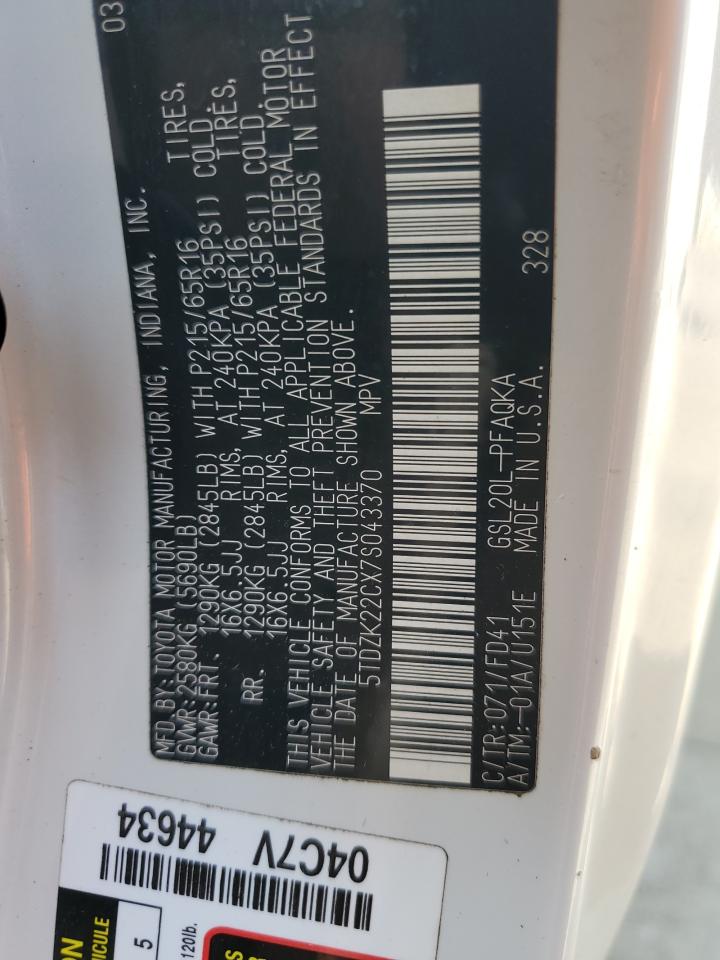 03
MFD.BY:TOYOTA MOTOR MANUFACTURING, INDIANA, INC.
GVWR:2580KG (5690LB)
GAWR:FRT. 1290KG (2845LB) WITH P215/65R16 TIRES,
16X6.5JJ RIMS, AT 240KPA (35PSI) COLD.
RR. 1290KG (2845LB) WITH P215/65R16 TIRES,
16X6.5JJ RIMS, AT 240KPA (35PSI) COLD.
THIS VEHICLE CONFORMS TO ALL APPLICABLE FEDERAL MOTOR
VEHICLE SAFETY AND THEFT PREVENTION STANDARDS IN EFFECT
THE DATE OF MANUFACTURE SHOWN ABOVE.
5TDZK22CX7S043370 MPV
C/TR:071/FD41 GSL20L-PFAQKA 328
A/TM:-01A/U151E MADE IN U.S.A.
44634
04C7V
ON
HICULE
5
120lb.
S